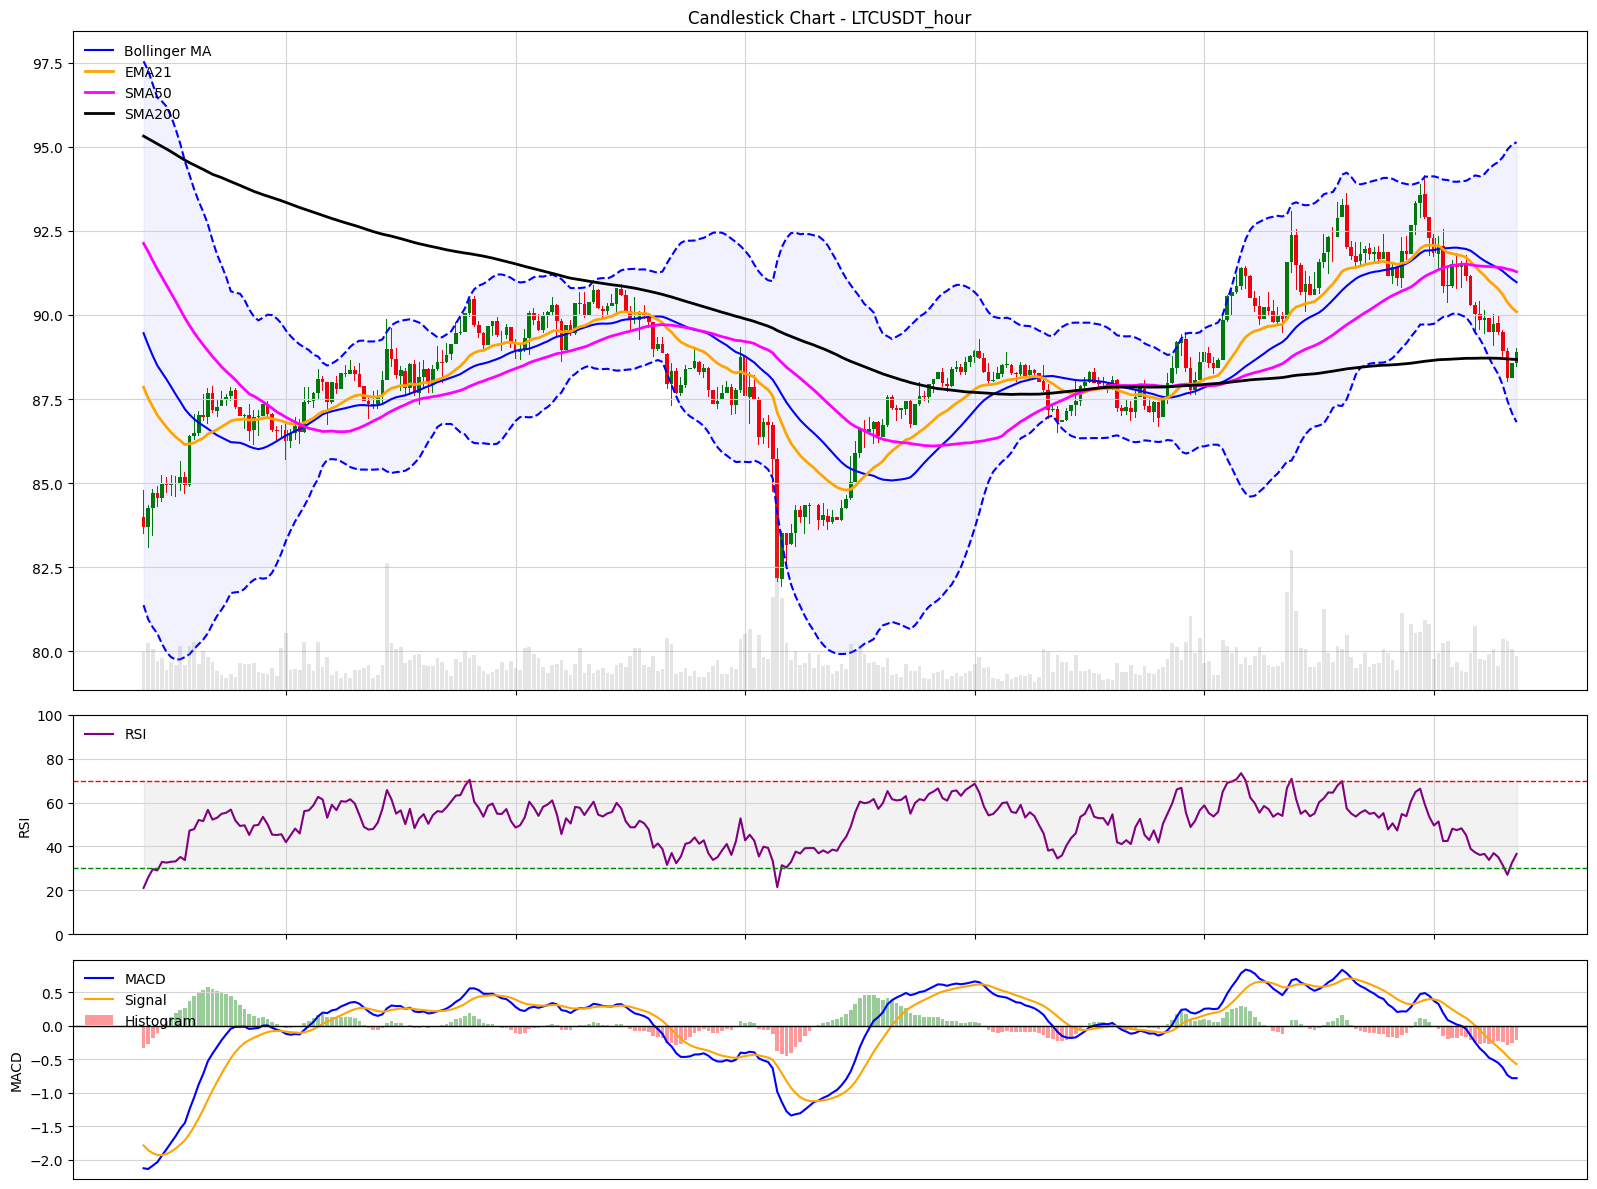 Candlestick Chart - LTCUSDT_hour
Bollinger MA
EMA21
SMA50
SMA200
97.5
95.0
92.5
90.0
87.5
85.0
82.5
80.0
RSI
100
80
60
40
20
0
RSI
MACD
Signal
Histogram
0.5
0.0
−0.5
−1.0
−1.5
−2.0
MACD